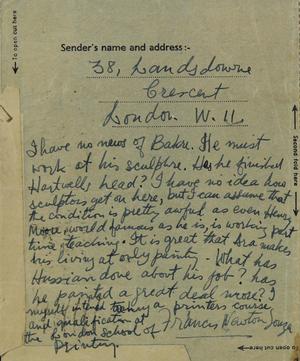 To open cut here
Sender's name and address:-
38, Landsdowne
Crescent
London W.11
Second fold here
I have no news of Bakre. He must
work at his sculpture. Has he finished
Hartwell's head? I have no idea how
sculptors get on here, but I can assume that
the condition is pretty awful as even Henry
Moore world famous as he is, is working part
time teaching. It is great that Ara makes
his living at only painting. What has
Hussain done about his job? has
he painted a great deal more? I
myself intend a printers course
and qualification at
the London School of
Printing.
Francis Newton Souza
To open cut here